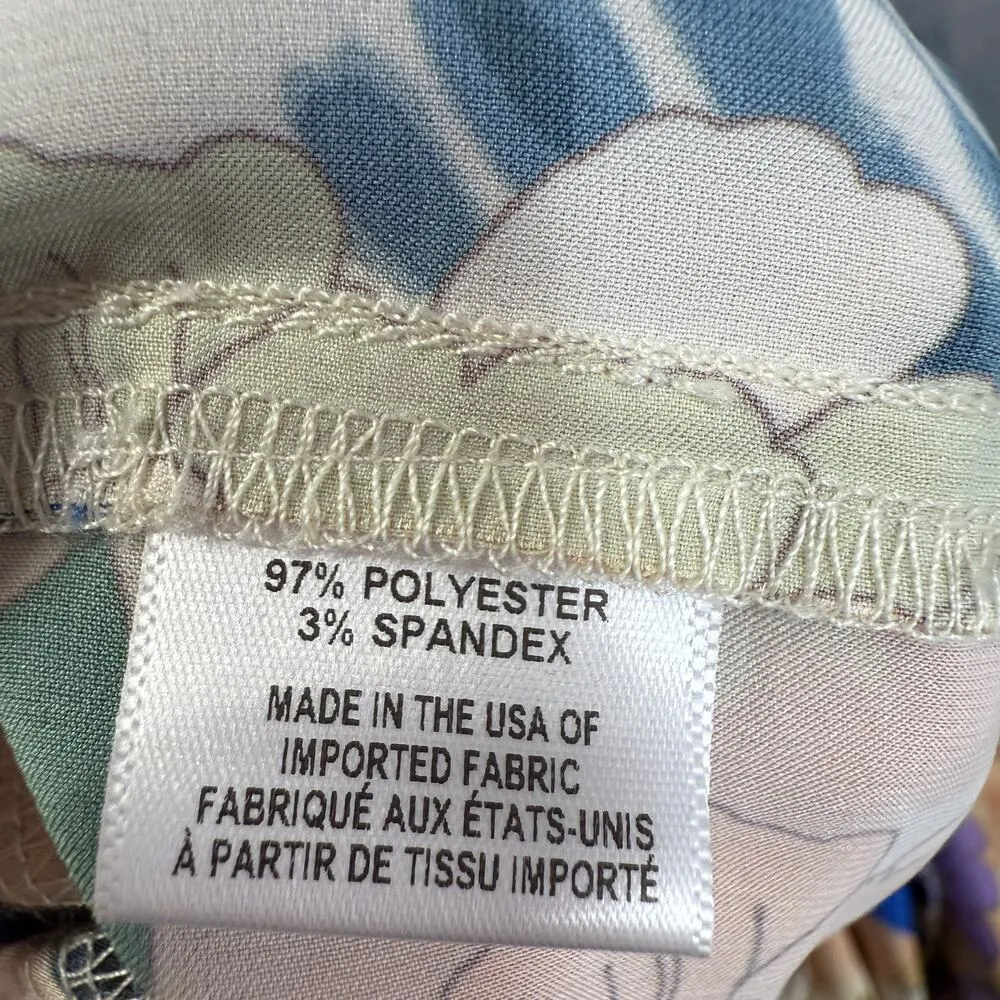 97% POLYESTER
3% SPANDEX
MADE IN THE USA OF
IMPORTED FABRIC
FABRIQUÉ AUX ÉTATS-UNIS
À PARTIR DE TISSU IMPORTÉ